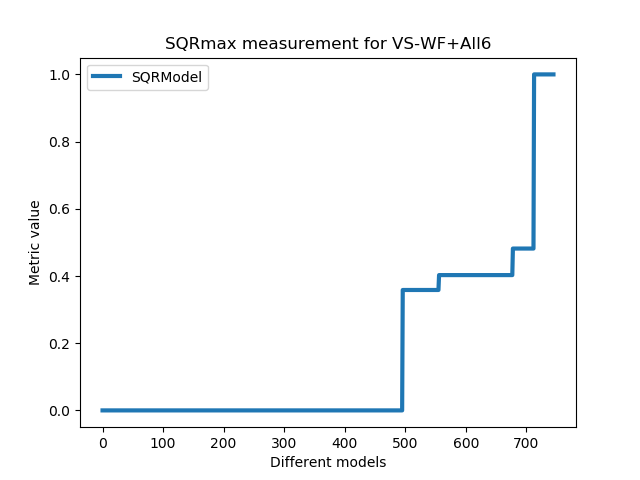 SQRmax measurement for VS-WF+All6
SQRModel
Metric value
1.0
0.8
0.6
0.4
0.2
0.0
0 100 200 300 400 500 600 700
Different models